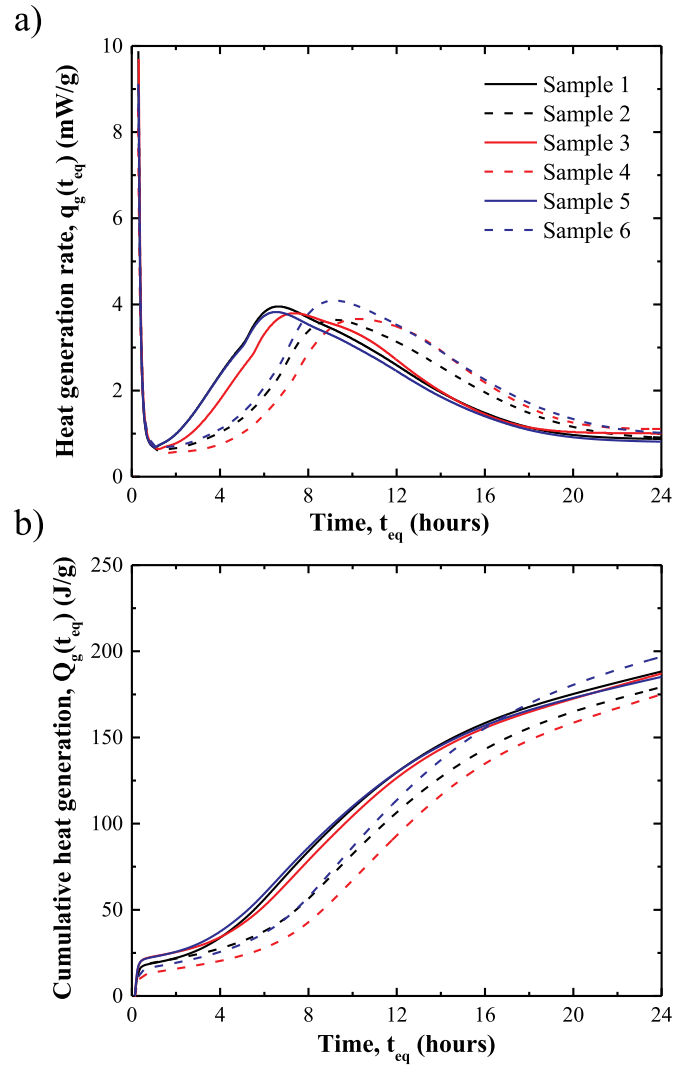 a)
Heat generation rate, q_g(t_eq) (mW/g)
10
8
6
4
2
0
Sample 1
Sample 2
Sample 3
Sample 4
Sample 5
Sample 6
0 4 8 12 16 20 24
Time, t_eq (hours)
b)
Cumulative heat generation, Q_g(t_eq) (J/g)
250
200
150
100
50
0
0 4 8 12 16 20 24
Time, t_eq (hours)